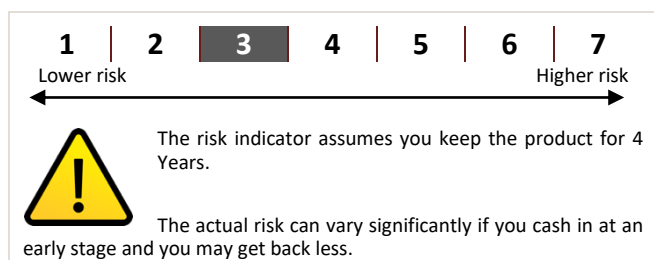 1 2 3 4 5 6 7
Lower risk Higher risk
The risk indicator assumes you keep the product for 4
Years.
The actual risk can vary significantly if you cash in at an
early stage and you may get back less.